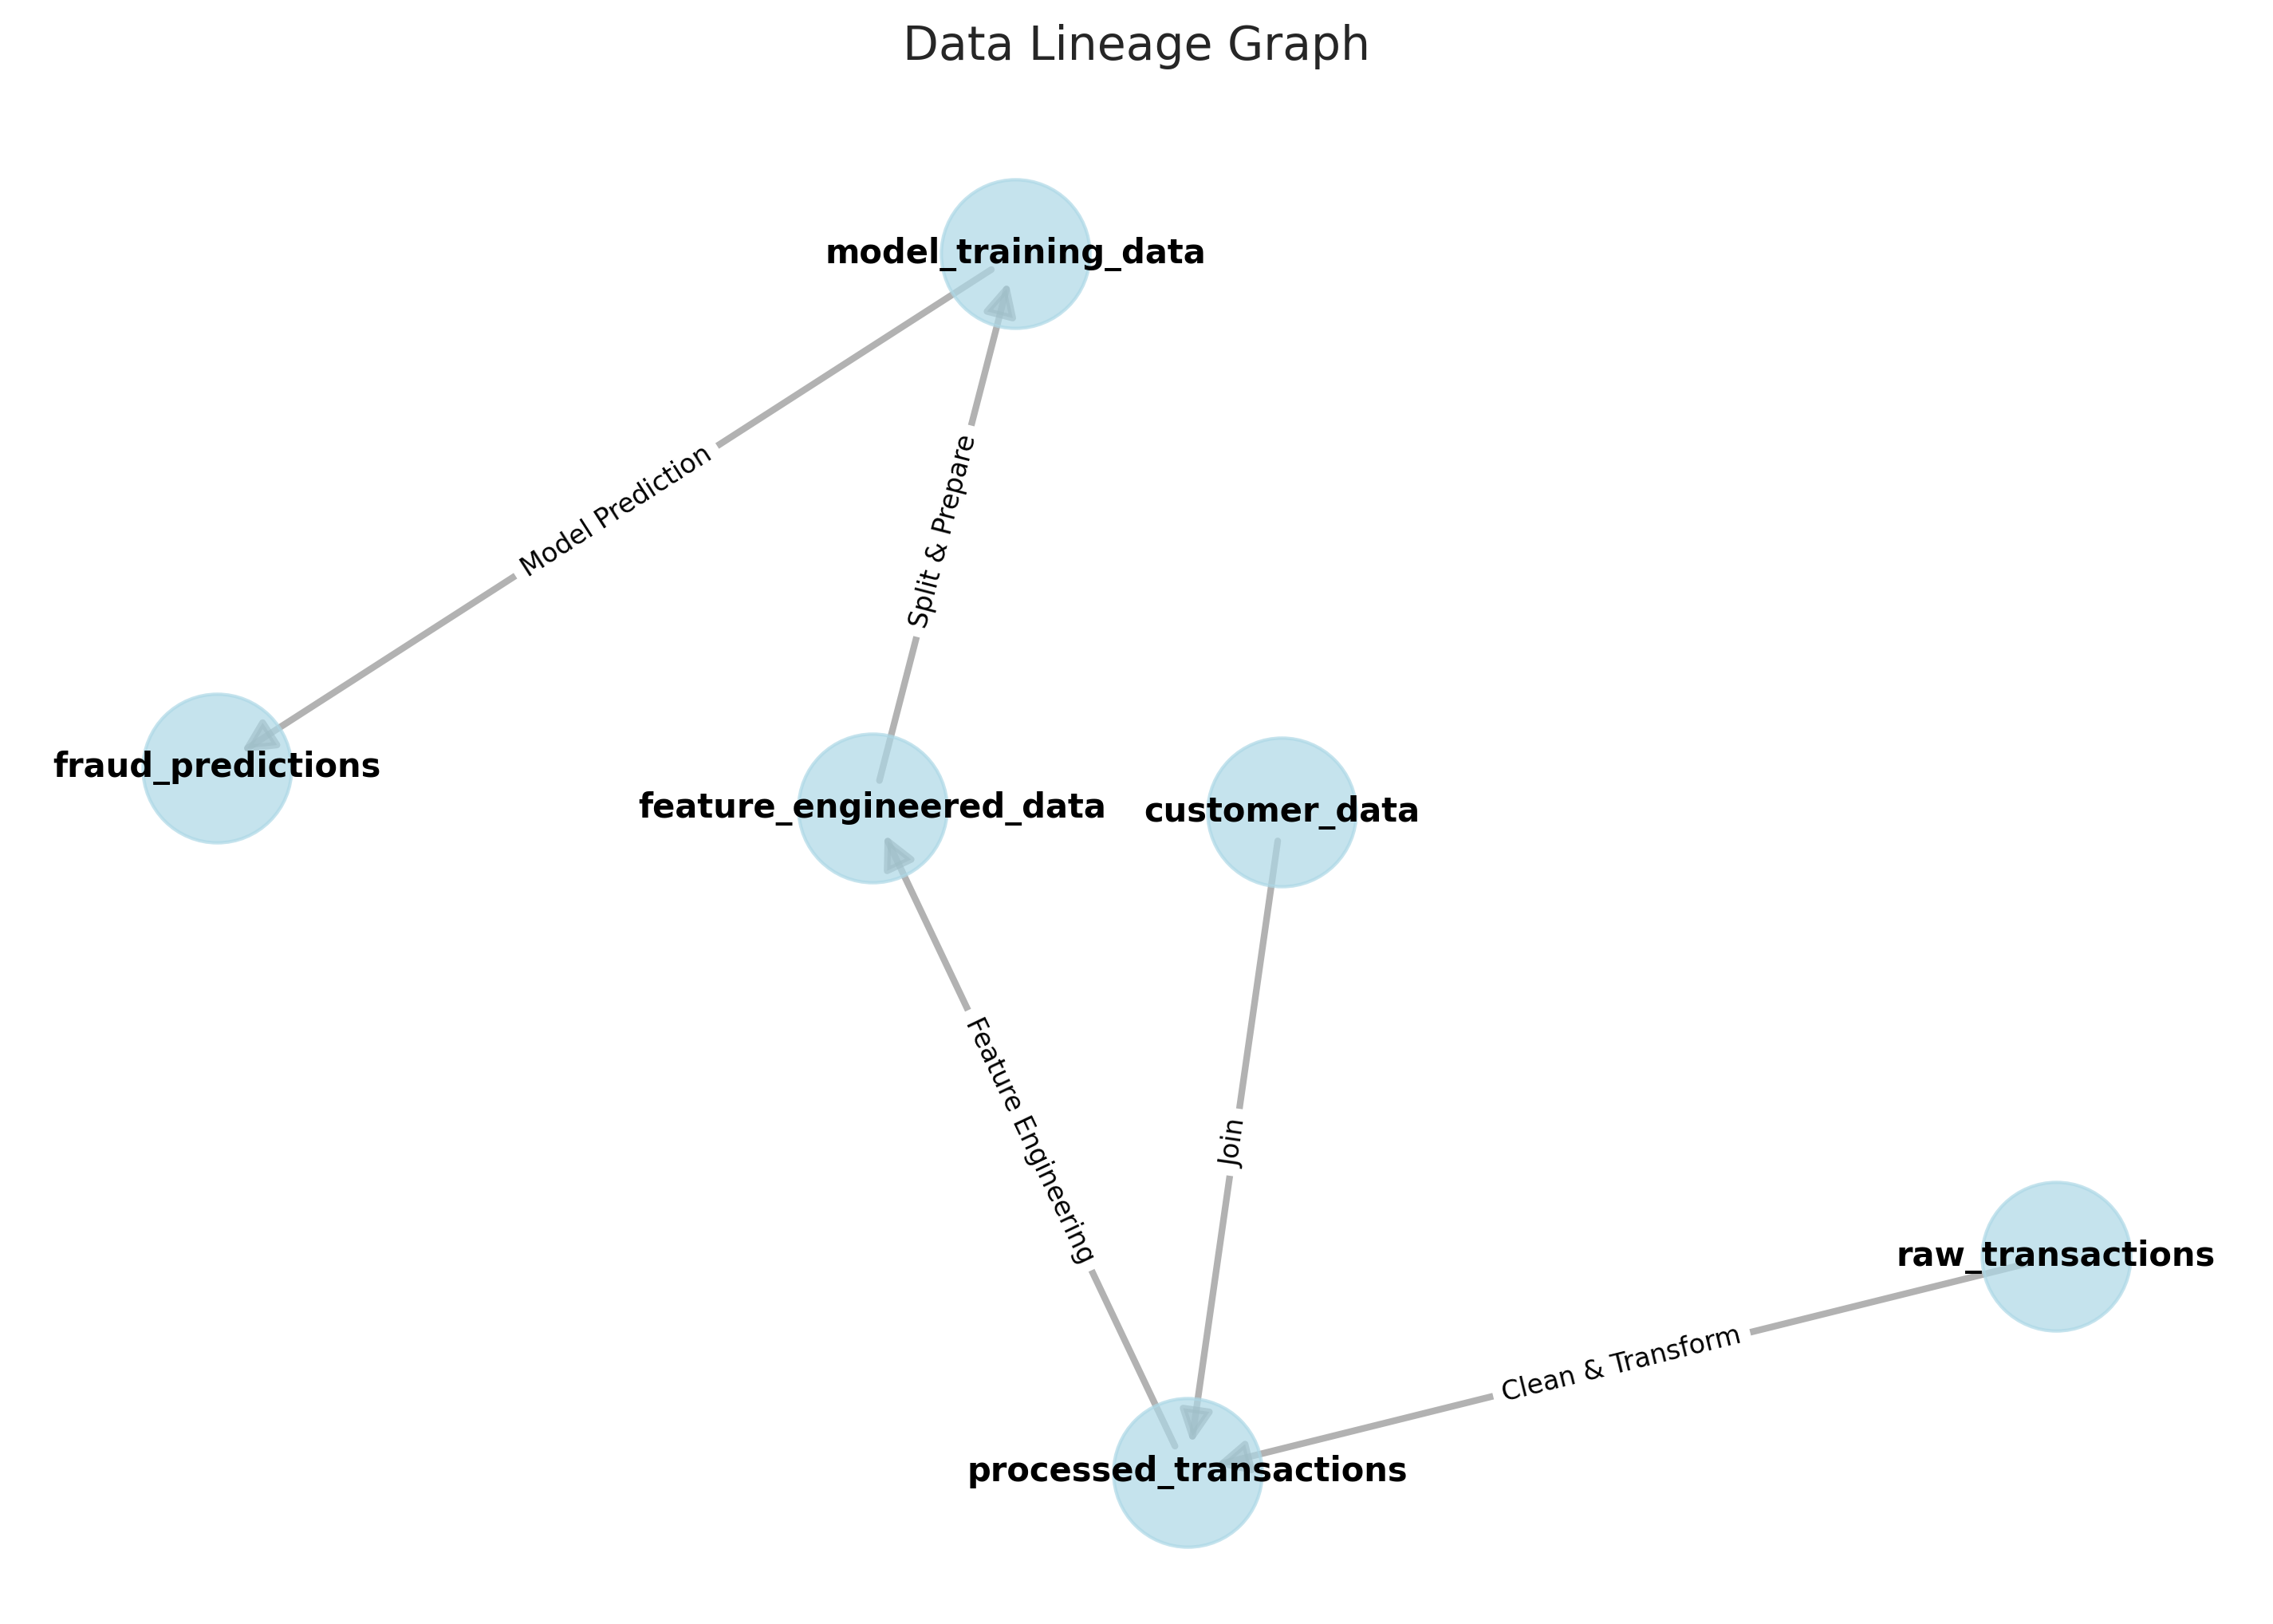 Data Lineage Graph
model_training_data
Model Prediction
Split & Prepare
fraud_predictions
feature_engineered_data
customer_data
Feature Engineering
Join
raw_transactions
Clean & Transform
processed_transactions